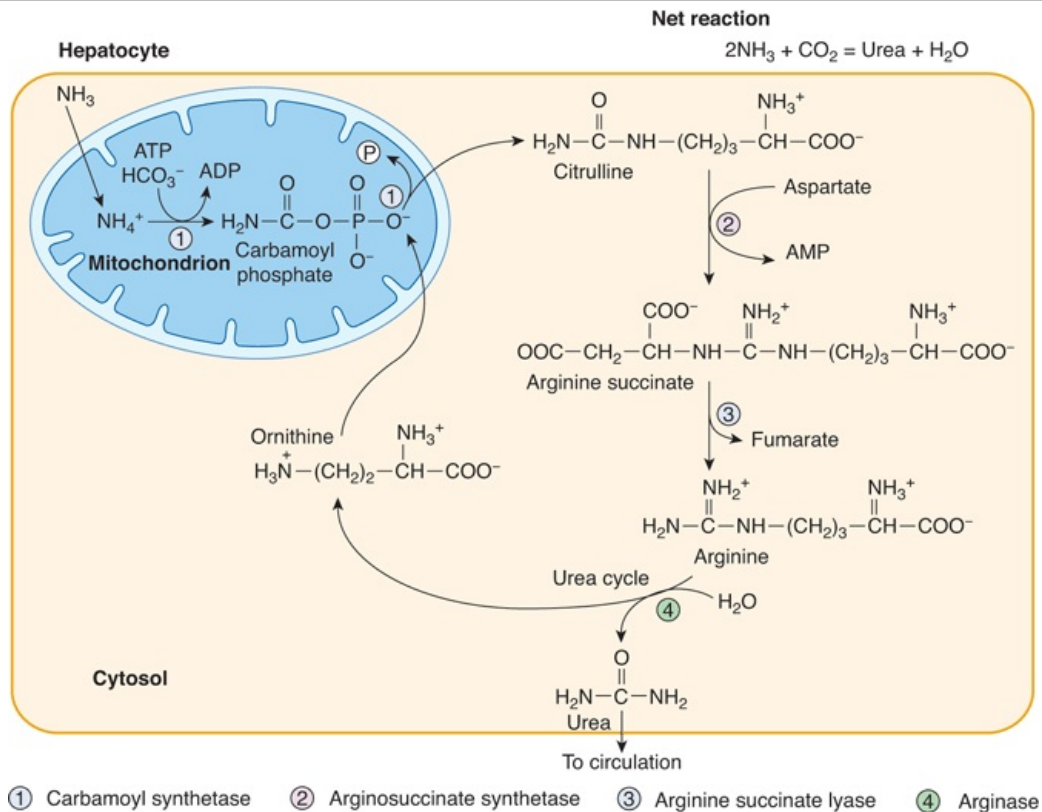 Net reaction
2NH₃ + CO₂ = Urea + H₂O
Hepatocyte
NH₃
ATP
HCO₃⁻
ADP
NH₄⁺
1
H₂N—C—O—P—O⁻
O
O
O⁻
P
1
Mitochondrion
Carbamoyl
phosphate
O
NH₃⁺
H₂N—C—NH—(CH₂)₃—CH—COO⁻
Citrulline
Aspartate
2
AMP
COO⁻
NH₂⁺
NH₃⁺
OOC—CH₂—CH—NH—C—NH—(CH₂)₃—CH—COO⁻
Arginine succinate
3
Fumarate
Ornithine
NH₃⁺
H₃N⁺—(CH₂)₂—CH—COO⁻
NH₂⁺
NH₃⁺
H₂N—C—NH—(CH₂)₃—CH—COO⁻
Arginine
Urea cycle
4
H₂O
O
H₂N—C—NH₂
Urea
Cytosol
To circulation
1 Carbamoyl synthetase
2 Arginosuccinate synthetase
3 Arginine succinate lyase
4 Arginase